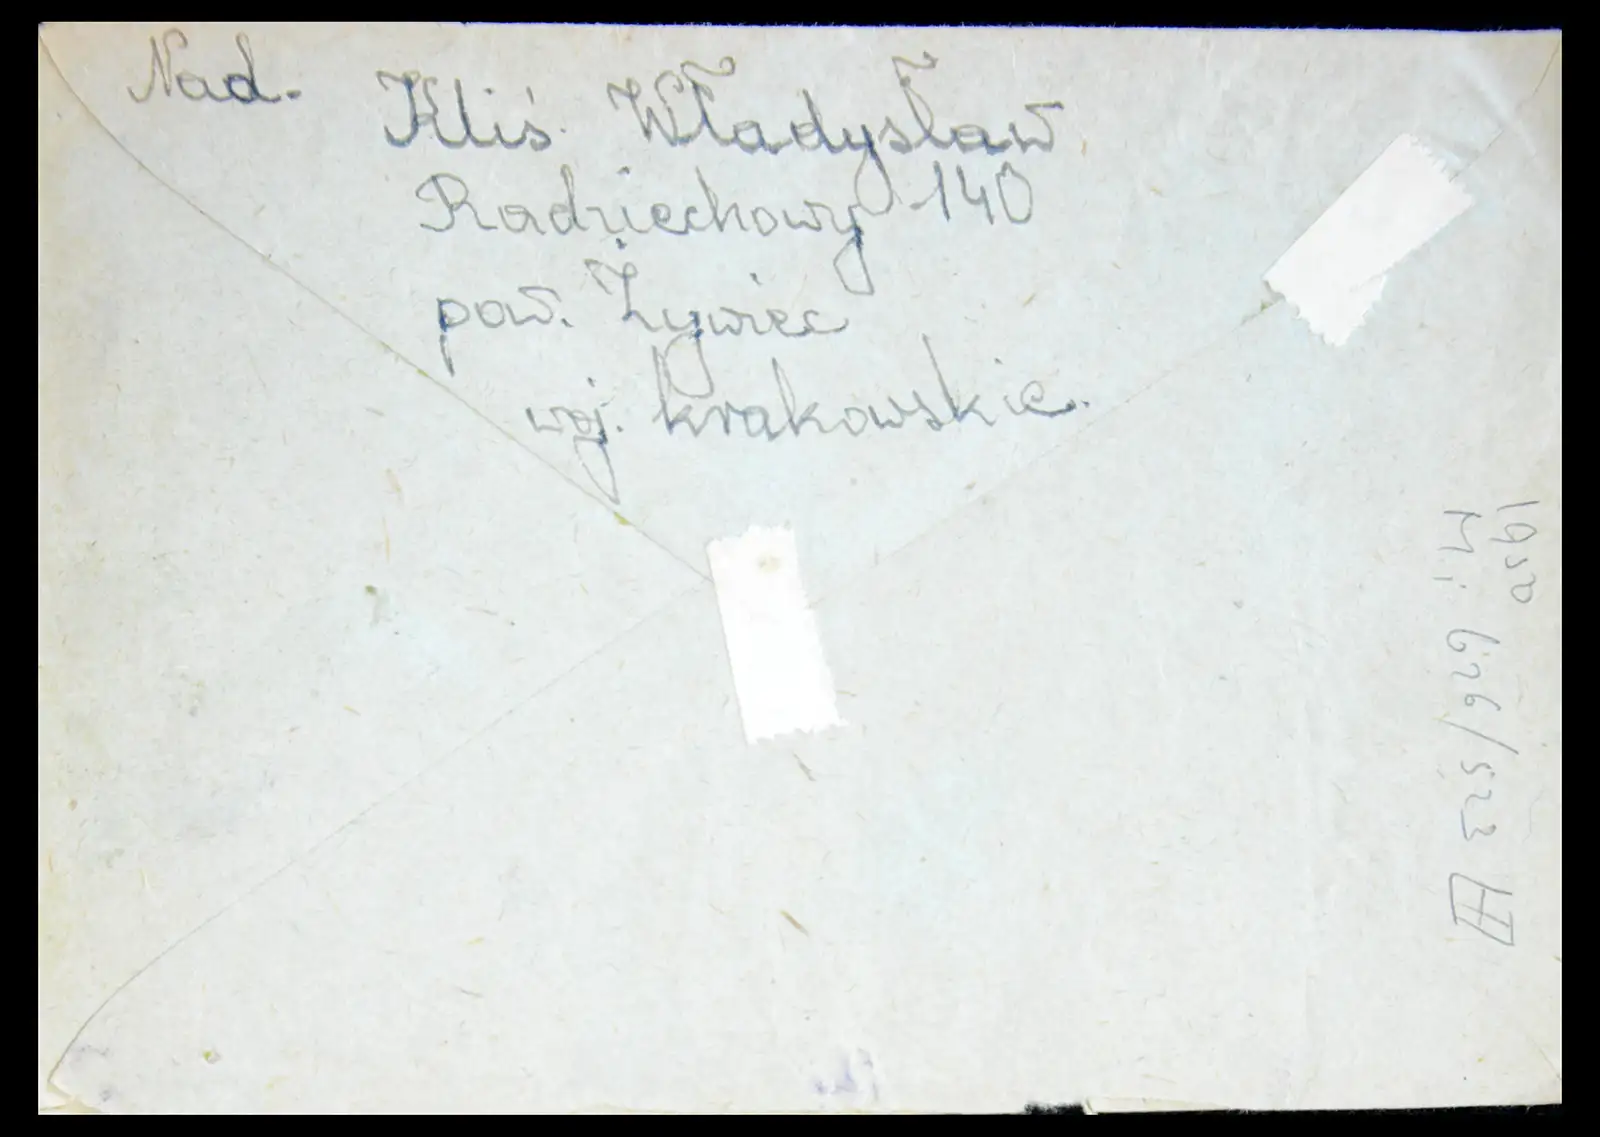 Nad. Kliś Władysław
Radziechowy 140
pow. Żywiec
woj. krakowskie.
1950
Mi 626/523